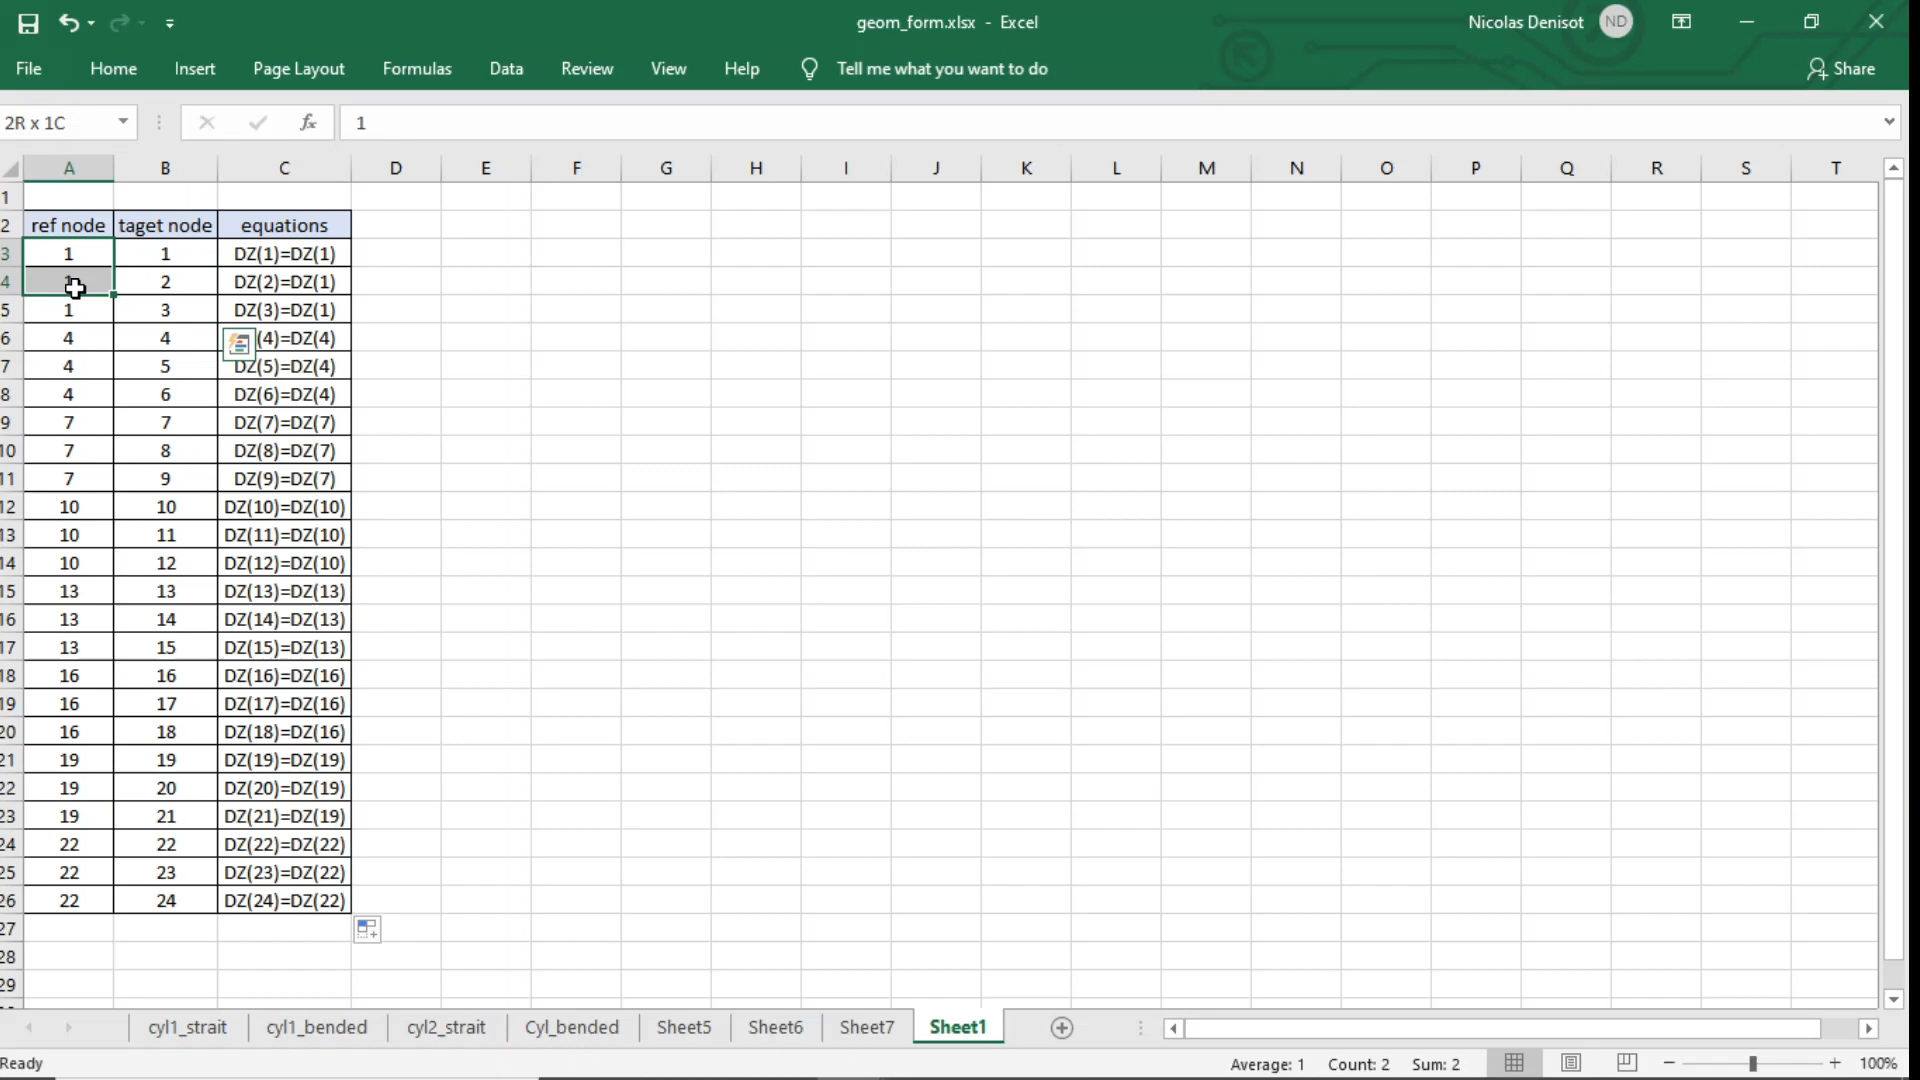 geom_form.xlsx - Excel
Nicolas Denisot ND
File Home Insert Page Layout Formulas Data Review View Help Tell me what you want to do Share
2R x 1C fx 1
A B C D E F G H I J K L M N O P Q R S T
1
2 ref node taget node equations
3 1 1 DZ(1)=DZ(1)
4 2 DZ(2)=DZ(1)
5 1 3 DZ(3)=DZ(1)
6 4 4 (4)=DZ(4)
7 4 5 DZ(5)=DZ(4)
8 4 6 DZ(6)=DZ(4)
9 7 7 DZ(7)=DZ(7)
10 7 8 DZ(8)=DZ(7)
11 7 9 DZ(9)=DZ(7)
12 10 10 DZ(10)=DZ(10)
13 10 11 DZ(11)=DZ(10)
14 10 12 DZ(12)=DZ(10)
15 13 13 DZ(13)=DZ(13)
16 13 14 DZ(14)=DZ(13)
17 13 15 DZ(15)=DZ(13)
18 16 16 DZ(16)=DZ(16)
19 16 17 DZ(17)=DZ(16)
20 16 18 DZ(18)=DZ(16)
21 19 19 DZ(19)=DZ(19)
22 19 20 DZ(20)=DZ(19)
23 19 21 DZ(21)=DZ(19)
24 22 22 DZ(22)=DZ(22)
25 22 23 DZ(23)=DZ(22)
26 22 24 DZ(24)=DZ(22)
27
28
29
cyl1_strait cyl1_bended cyl2_strait Cyl_bended Sheet5 Sheet6 Sheet7 Sheet1
Ready Average: 1 Count: 2 Sum: 2 100%